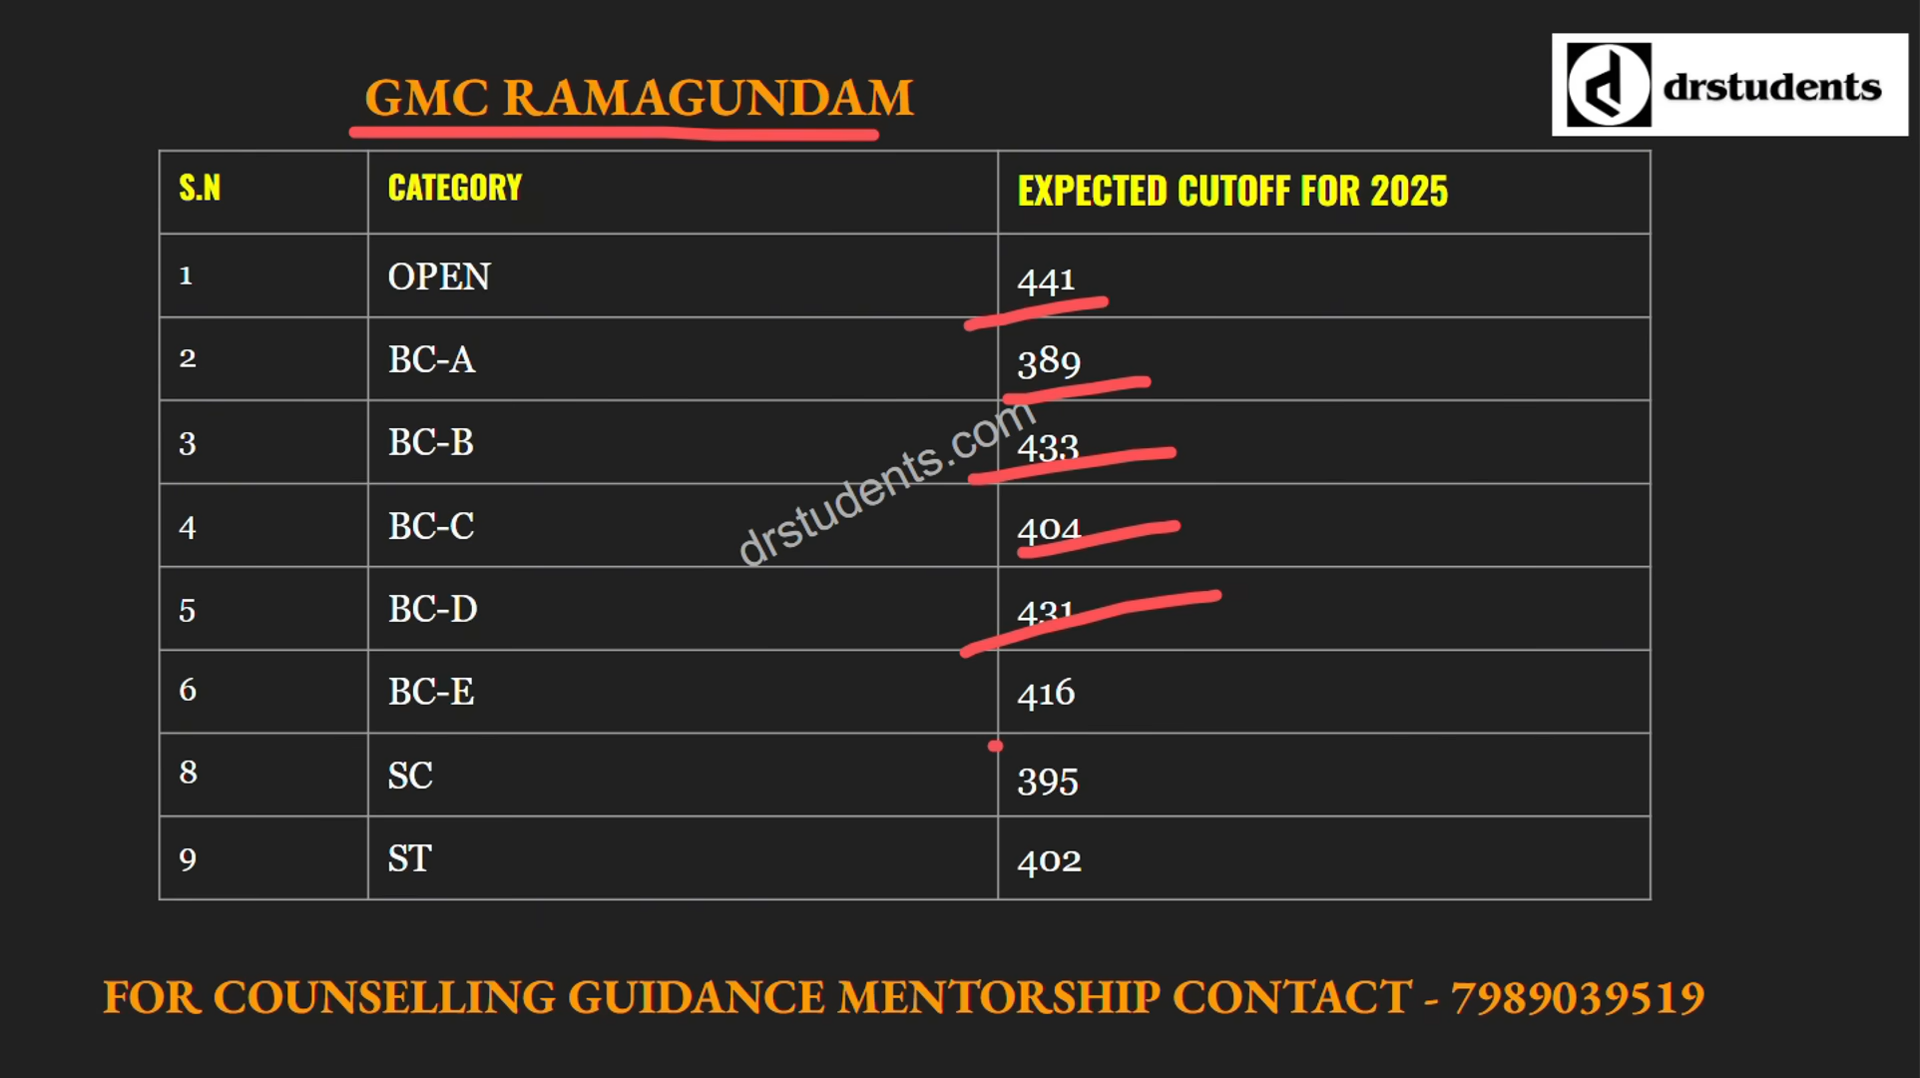 GMC RAMAGUNDAM
drstudents
S.N CATEGORY EXPECTED CUTOFF FOR 2025
1 OPEN 441
2 BC-A 389
3 BC-B 433
4 BC-C 404
5 BC-D 431
6 BC-E 416
8 SC 395
9 ST 402
drstudents.com
FOR COUNSELLING GUIDANCE MENTORSHIP CONTACT - 7989039519